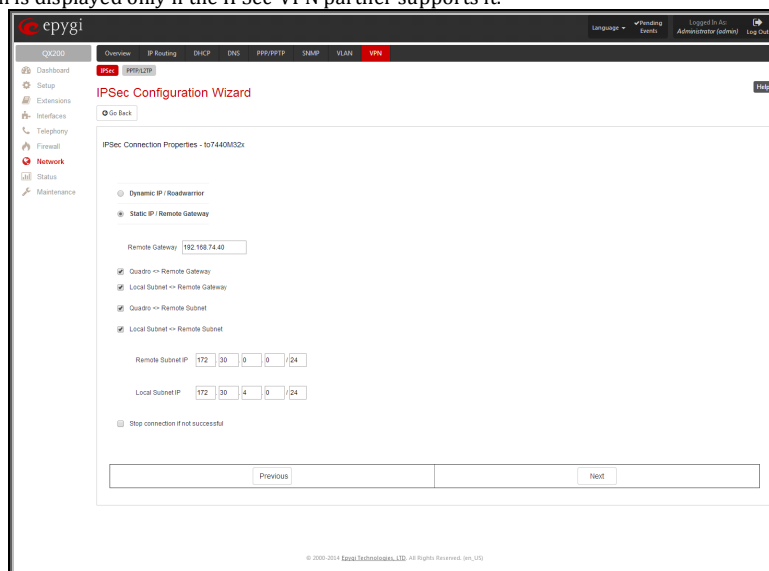 n is displayed only if the IPSec VPN partner supports it.
epygi
Language
Pending Events
Logged In As: Administrator (admin)
Log Out
QX200
Overview IP Routing DHCP DNS PPP/PPTP SNMP VLAN VPN
Dashboard
Setup
Extensions
Interfaces
Telephony
Firewall
Network
Status
Maintenance
IPSec PPTP/L2TP
IPSec Configuration Wizard
Help
Go Back
IPSec Connection Properties - to7440M32x
Dynamic IP / Roadwarrior
Static IP / Remote Gateway
Remote Gateway 192.168.74.40
Quadro <> Remote Gateway
Local Subnet <> Remote Gateway
Quadro <> Remote Subnet
Local Subnet <> Remote Subnet
Remote Subnet IP 172 . 30 . 0 . 0 / 24
Local Subnet IP 172 . 30 . 4 . 0 / 24
Stop connection if not successful
Previous Next
© 2000-2014 Epygi Technologies, LTD. All Rights Reserved. (en_US)